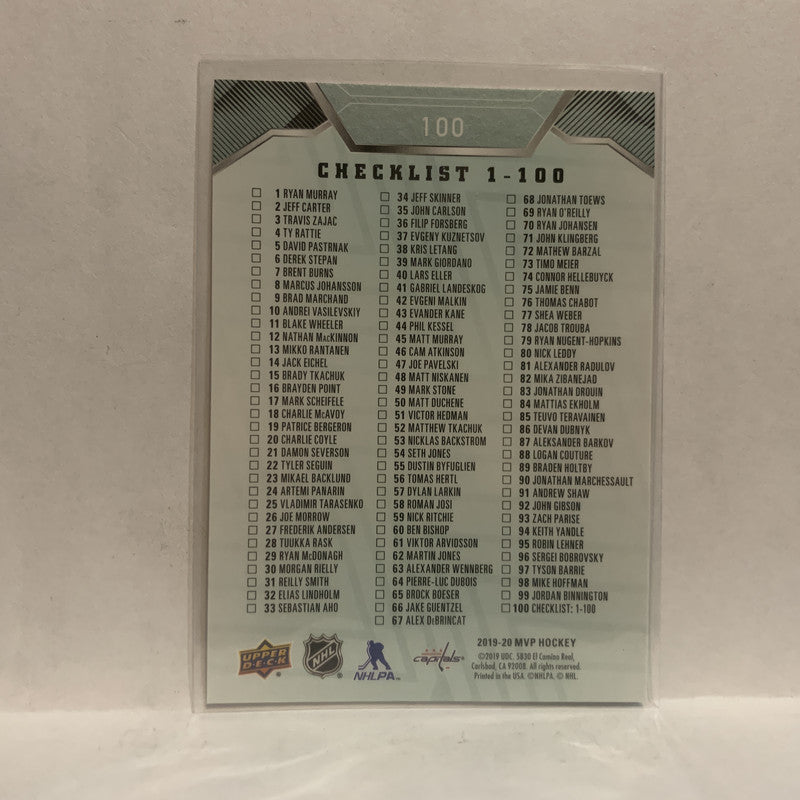 100
CHECKLIST 1-100
1 RYAN MURRAY
2 JEFF CARTER
3 TRAVIS ZAJAC
4 TY RATTIE
5 DAVID PASTRNAK
6 DEREK STEPAN
7 BRENT BURNS
8 MARCUS JOHANSSON
9 BRAD MARCHAND
10 ANDREI VASILEVSKIY
11 BLAKE WHEELER
12 NATHAN MacKINNON
13 MIKKO RANTANEN
14 JACK EICHEL
15 BRADY TKACHUK
16 BRAYDEN POINT
17 MARK SCHEIFELE
18 CHARLIE McAVOY
19 PATRICE BERGERON
20 CHARLIE COYLE
21 DAMON SEVERSON
22 TYLER SEGUIN
23 MIKAEL BACKLUND
24 ARTEMI PANARIN
25 VLADIMIR TARASENKO
26 JOE MORROW
27 FREDERIK ANDERSEN
28 TUUKKA RASK
29 RYAN McDONAGH
30 MORGAN RIELLY
31 REILLY SMITH
32 ELIAS LINDHOLM
33 SEBASTIAN AHO
34 JEFF SKINNER
35 JOHN CARLSON
36 FILIP FORSBERG
37 EVGENY KUZNETSOV
38 KRIS LETANG
39 MARK GIORDANO
40 LARS ELLER
41 GABRIEL LANDESKOG
42 EVGENI MALKIN
43 EVANDER KANE
44 PHIL KESSEL
45 MATT MURRAY
46 CAM ATKINSON
47 JOE PAVELSKI
48 MATT NISKANEN
49 MARK STONE
50 MATT DUCHENE
51 VICTOR HEDMAN
52 MATTHEW TKACHUK
53 NICKLAS BACKSTROM
54 SETH JONES
55 DUSTIN BYFUGLIEN
56 TOMAS HERTL
57 DYLAN LARKIN
58 ROMAN JOSI
59 NICK RITCHIE
60 BEN BISHOP
61 VIKTOR ARVIDSSON
62 MARTIN JONES
63 ALEXANDER WENNBERG
64 PIERRE-LUC DUBOIS
65 BROCK BOESER
66 JAKE GUENTZEL
67 ALEX DeBRINCAT
68 JONATHAN TOEWS
69 RYAN O'REILLY
70 RYAN JOHANSEN
71 JOHN KLINGBERG
72 MATHEW BARZAL
73 TIMO MEIER
74 CONNOR HELLEBUYCK
75 JAMIE BENN
76 THOMAS CHABOT
77 SHEA WEBER
78 JACOB TROUBA
79 RYAN NUGENT-HOPKINS
80 NICK LEDDY
81 ALEXANDER RADULOV
82 MIKA ZIBANEJAD
83 JONATHAN DROUIN
84 MATTIAS EKHOLM
85 TEUVO TERAVAINEN
86 DEVAN DUBNYK
87 ALEKSANDER BARKOV
88 LOGAN COUTURE
89 BRADEN HOLTBY
90 JONATHAN MARCHESSAULT
91 ANDREW SHAW
92 JOHN GIBSON
93 ZACH PARISE
94 KEITH YANDLE
95 ROBIN LEHNER
96 SERGEI BOBROVSKY
97 TYSON BARRIE
98 MIKE HOFFMAN
99 JORDAN BINNINGTON
100 CHECKLIST: 1-100
UPPER DECK
NHL
NHLPA
capitals
2019-20 MVP HOCKEY
©2019 UDC. 5830 El Camino Real,
Carlsbad, CA 92008. All rights reserved.
Printed in the USA. ©NHLPA. © NHL.